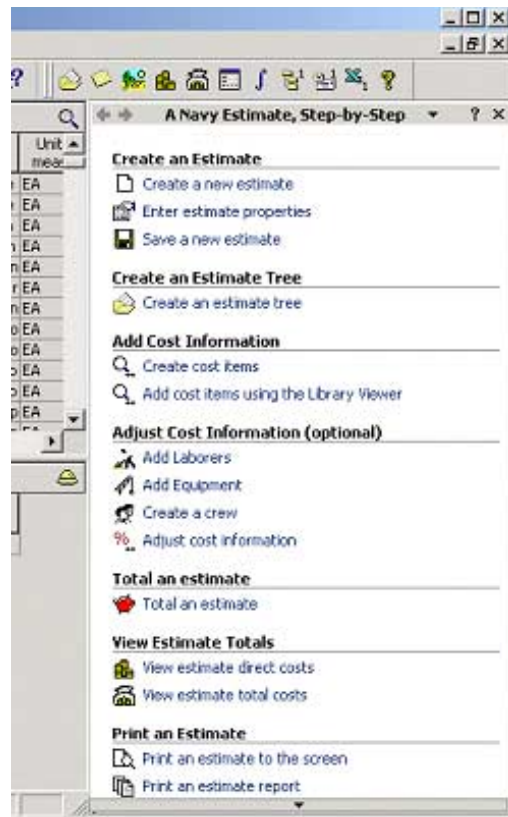 A Navy Estimate, Step-by-Step
Unit
EA
EA
EA
EA
EA
EA
EA
EA
EA
EA
EA
EA
Create an Estimate
Create a new estimate
Enter estimate properties
Save a new estimate
Create an Estimate Tree
Create an estimate tree
Add Cost Information
Create cost items
Add cost items using the Library Viewer
Adjust Cost Information (optional)
Add Laborers
Add Equipment
Create a crew
Adjust cost information
Total an estimate
Total an estimate
View Estimate Totals
View estimate direct costs
View estimate total costs
Print an Estimate
Print an estimate to the screen
Print an estimate report